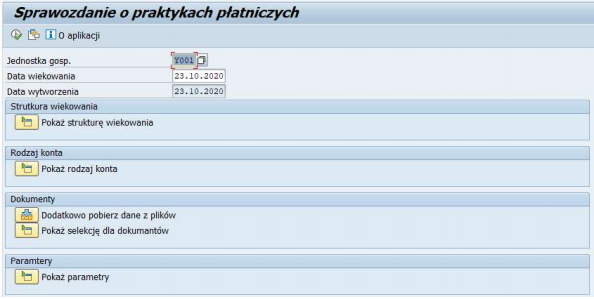 Sprawozdanie o praktykach płatniczych
O aplikacji
Jednostka gosp. Y001
Data wiekowania 23.10.2020
Data wytworzenia 23.10.2020
Strutkura wiekowania
Pokaż strukturę wiekowania
Rodzaj konta
Pokaż rodzaj konta
Dokumenty
Dodatkowo pobierz dane z plików
Pokaż selekcję dla dokumantów
Paramtery
Pokaż parametry